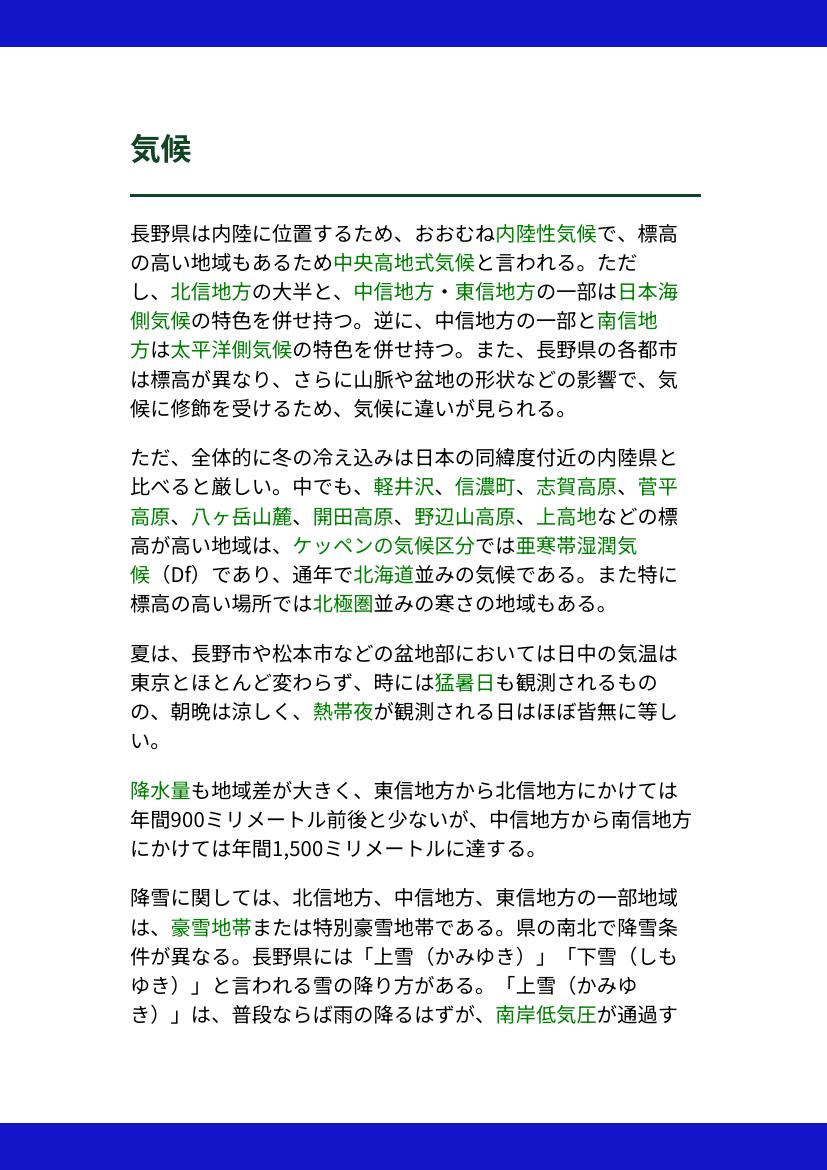 気候
長野県は内陸に位置するため、おおむね内陸性気候で、標高
の高い地域もあるため中央高地式気候と言われる。ただ
し、北信地方の大半と、中信地方・東信地方の一部は日本海
側気候の特色を併せ持つ。逆に、中信地方の一部と南信地
方は太平洋側気候の特色を併せ持つ。また、長野県の各都市
は標高が異なり、さらに山脈や盆地の形状などの影響で、気
候に修飾を受けるため、気候に違いが見られる。
ただ、全体的に冬の冷え込みは日本の同緯度付近の内陸県と
比べると厳しい。中でも、軽井沢、信濃町、志賀高原、菅平
高原、八ヶ岳山麓、開田高原、野辺山高原、上高地などの標
高が高い地域は、ケッペンの気候区分では亜寒帯湿潤気
候（Df）であり、通年で北海道並みの気候である。また特に
標高の高い場所では北極圏並みの寒さの地域もある。
夏は、長野市や松本市などの盆地部においては日中の気温は
東京とほとんど変わらず、時には猛暑日も観測されるもの
の、朝晩は涼しく、熱帯夜が観測される日はほぼ皆無に等し
い。
降水量も地域差が大きく、東信地方から北信地方にかけては
年間900ミリメートル前後と少ないが、中信地方から南信地方
にかけては年間1,500ミリメートルに達する。
降雪に関しては、北信地方、中信地方、東信地方の一部地域
は、豪雪地帯または特別豪雪地帯である。県の南北で降雪条
件が異なる。長野県には「上雪（かみゆき）」「下雪（しも
ゆき）」と言われる雪の降り方がある。「上雪（かみゆ
き）」は、普段ならば雨の降るはずが、南岸低気圧が通過す